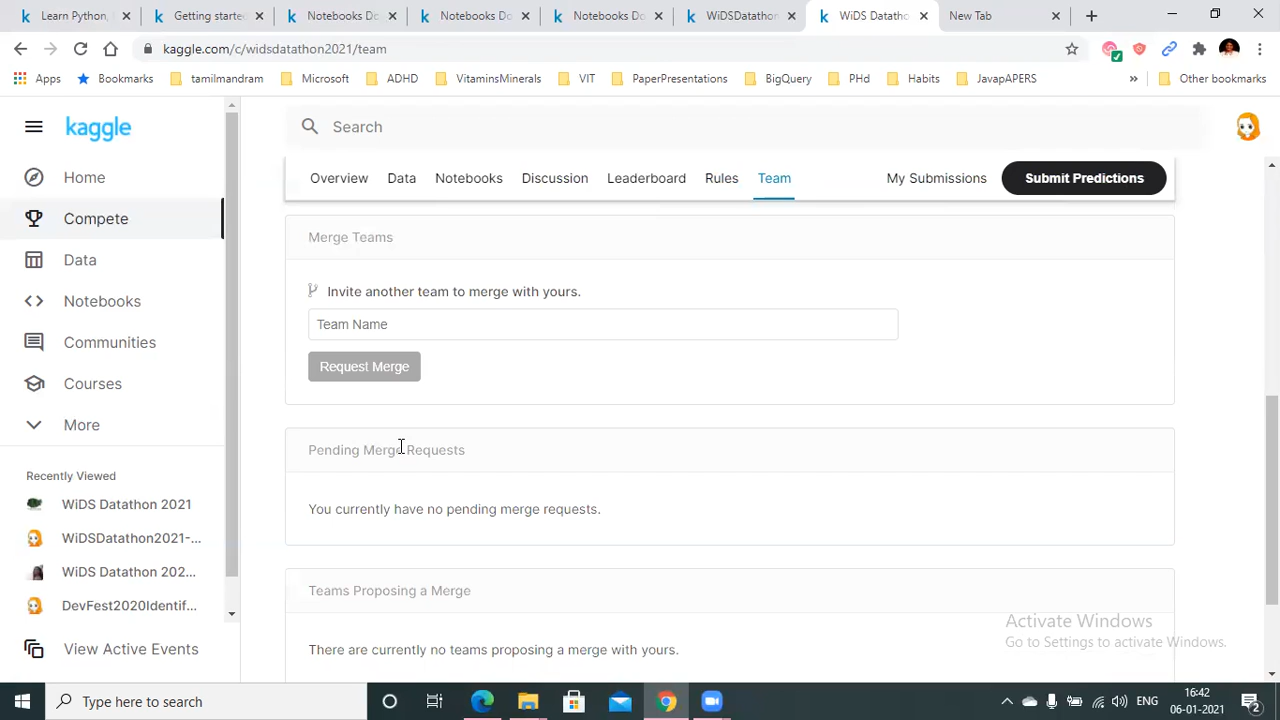 Learn Python,
Getting started
Notebooks Do
Notebooks Do
Notebooks Do
WiDSDatathon
WiDS Datatho
New Tab
kaggle.com/c/widsdatathon2021/team
Apps
Bookmarks
tamilmandram
Microsoft
ADHD
VitaminsMinerals
VIT
PaperPresentations
BigQuery
PHd
Habits
JavapAPERS
»
Other bookmarks
kaggle
Search
Home
Compete
Data
Notebooks
Communities
Courses
More
Recently Viewed
WiDS Datathon 2021
WiDSDatathon2021-...
WiDS Datathon 202...
DevFest2020Identif...
View Active Events
Overview Data Notebooks Discussion Leaderboard Rules Team My Submissions Submit Predictions
Merge Teams
Invite another team to merge with yours.
Team Name
Request Merge
Pending Merge Requests
You currently have no pending merge requests.
Teams Proposing a Merge
There are currently no teams proposing a merge with yours.
Activate Windows
Go to Settings to activate Windows.
Type here to search
ENG
16:42
06-01-2021
2